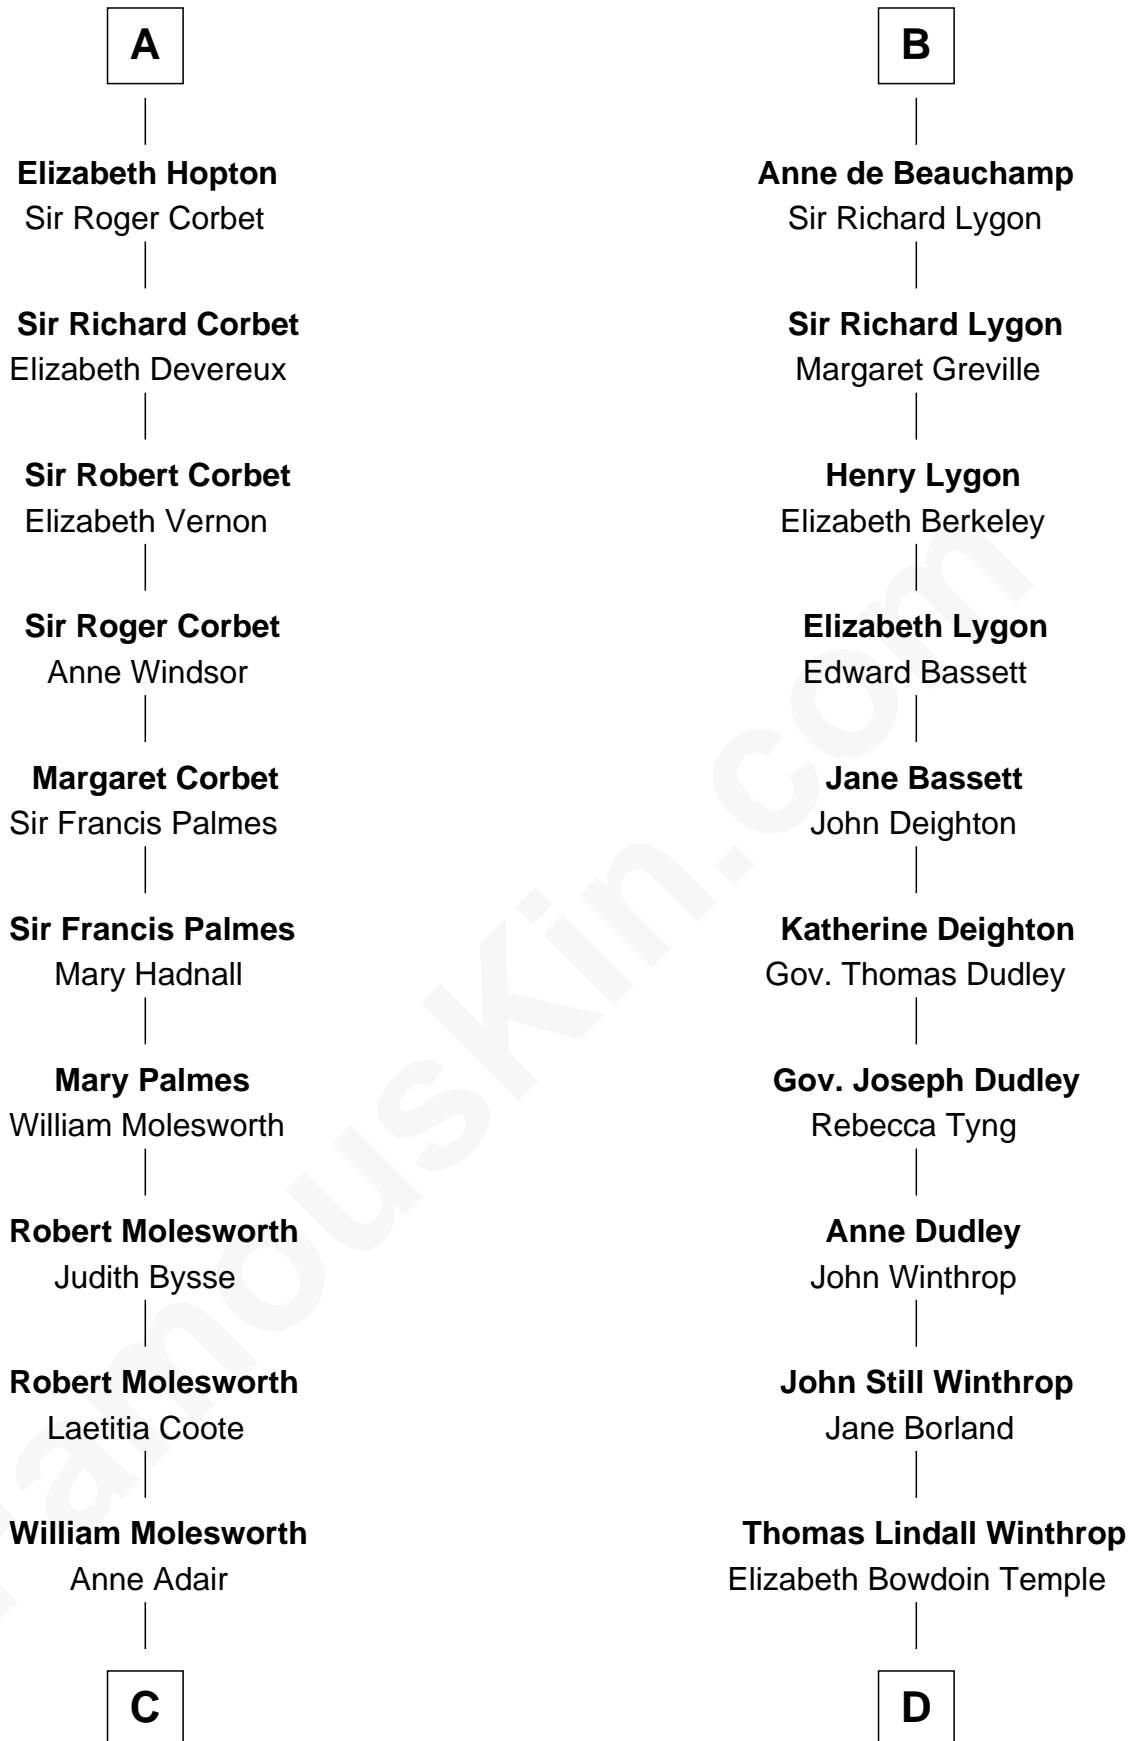 A
Elizabeth Hopton
Sir Roger Corbet
Sir Richard Corbet
Elizabeth Devereux
Sir Robert Corbet
Elizabeth Vernon
Sir Roger Corbet
Anne Windsor
Margaret Corbet
Sir Francis Palmes
Sir Francis Palmes
Mary Hadnall
Mary Palmes
William Molesworth
Robert Molesworth
Judith Bysse
Robert Molesworth
Laetitia Coote
William Molesworth
Anne Adair
C
B
Anne de Beauchamp
Sir Richard Lygon
Sir Richard Lygon
Margaret Greville
Henry Lygon
Elizabeth Berkeley
Elizabeth Lygon
Edward Bassett
Jane Bassett
John Deighton
Katherine Deighton
Gov. Thomas Dudley
Gov. Joseph Dudley
Rebecca Tyng
Anne Dudley
John Winthrop
John Still Winthrop
Jane Borland
Thomas Lindall Winthrop
Elizabeth Bowdoin Temple
D
FamousKin.com